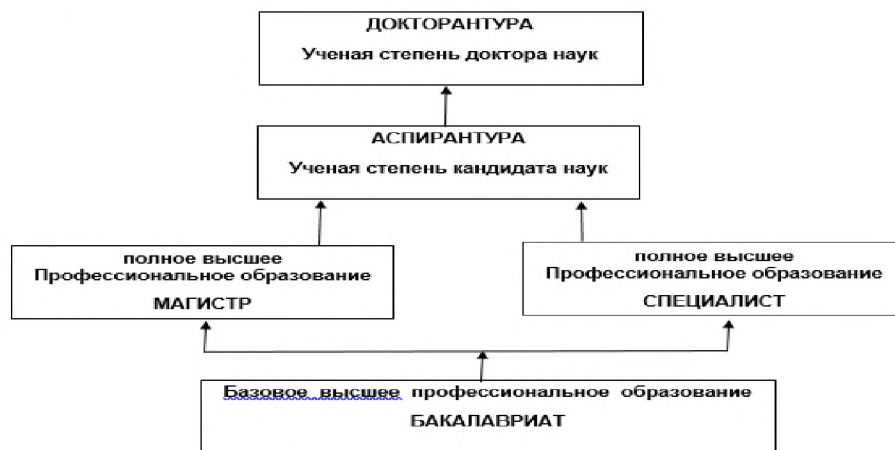 ДОКТОРАНТУРА
Ученая степень доктора наук
АСПИРАНТУРА
Ученая степень кандидата наук
полное высшее
Профессиональное образование
МАГИСТР
полное высшее
Профессиональное образование
СПЕЦИАЛИСТ
Базовое высшее профессиональное образование
БАКАЛАВРИАТ